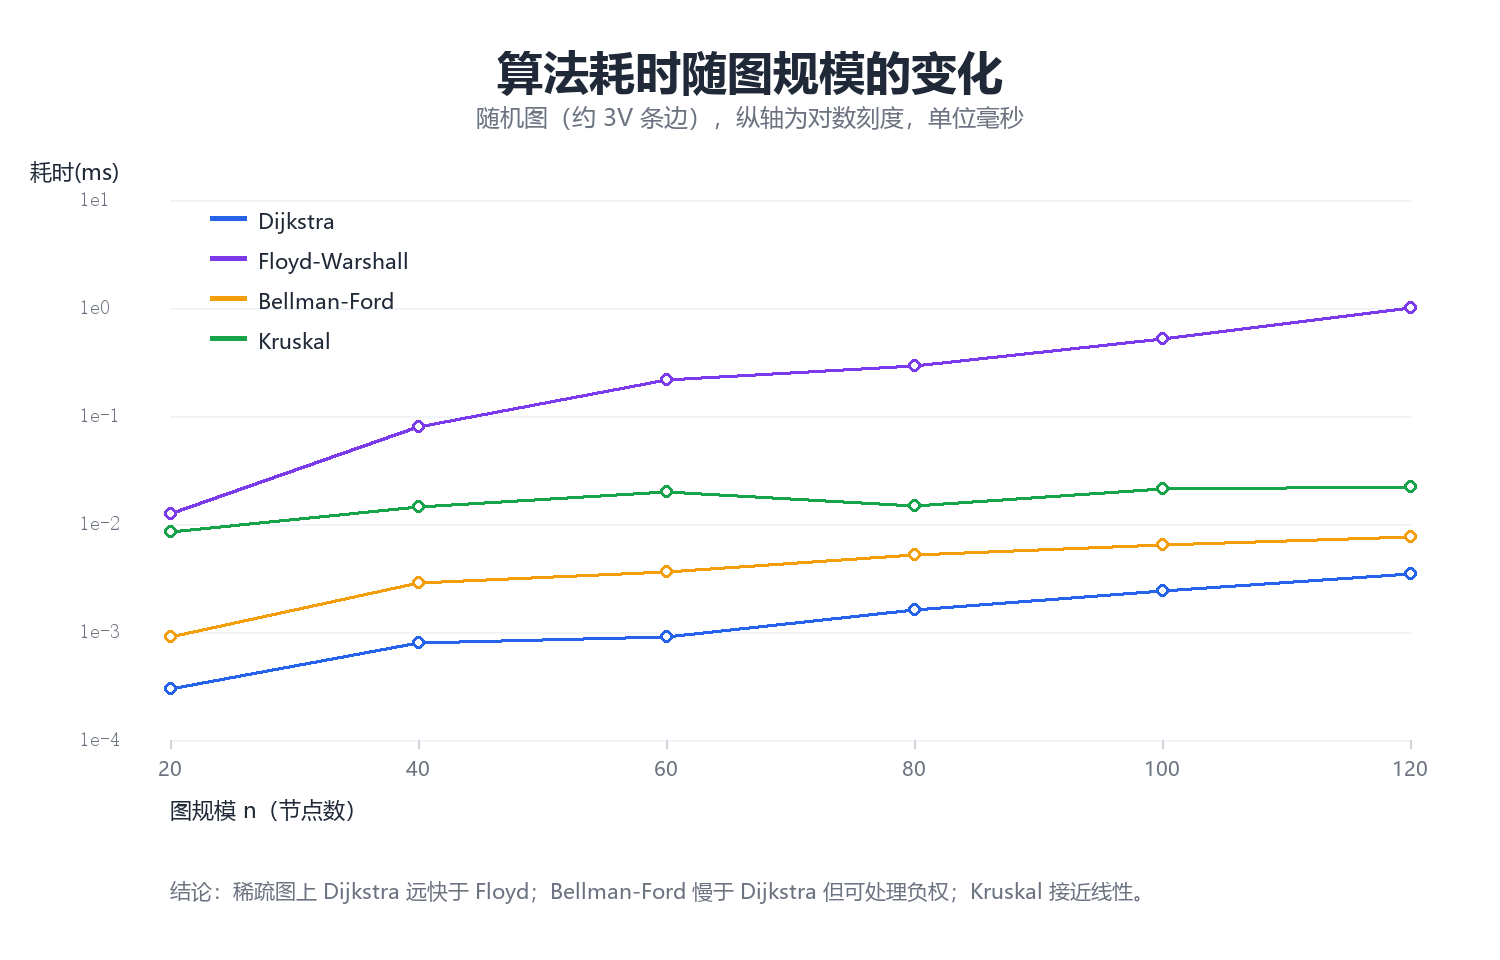 算法耗时随图规模的变化
随机图（约 3V 条边），纵轴为对数刻度，单位毫秒
耗时(ms)
1e1
Dijkstra
Floyd-Warshall
1e0
Bellman-Ford
Kruskal
1e-1
1e-2
1e-3
1e-4
20 40 60 80 100 120
图规模 n（节点数）
结论：稀疏图上 Dijkstra 远快于 Floyd；Bellman-Ford 慢于 Dijkstra 但可处理负权；Kruskal 接近线性。